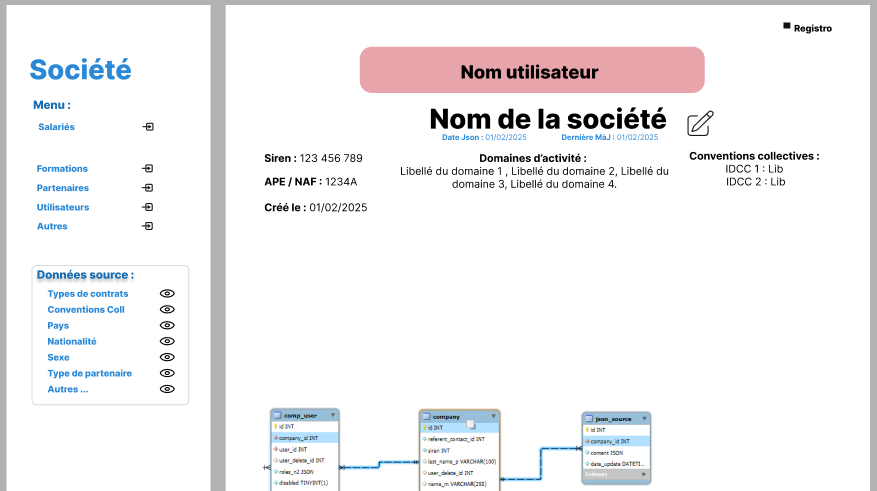 Société
Menu :
Salariés
Formations
Partenaires
Utilisateurs
Autres
Données source :
Types de contrats
Conventions Coll
Pays
Nationalité
Sexe
Type de partenaire
Autres ...
Registro
Nom utilisateur
Nom de la société
Date Json : 01/02/2025 Dernière MàJ : 01/02/2025
Siren : 123 456 789
APE / NAF : 1234A
Créé le : 01/02/2025
Domaines d'activité :
Libellé du domaine 1 , Libellé du domaine 2, Libellé du
domaine 3, Libellé du domaine 4.
Conventions collectives :
IDCC 1 : Lib
IDCC 2 : Lib
comp_user
id INT
company_id INT
user_id INT
user_delete_id INT
roles_n2 JSON
disabled TINYINT(1)
company
id INT
referent_contact_id INT
siren INT
last_name_p VARCHAR(100)
user_delete_id INT
name_m VARCHAR(255)
json_source
id INT
company_id INT
content JSON
date_update DATETI...
Indexes